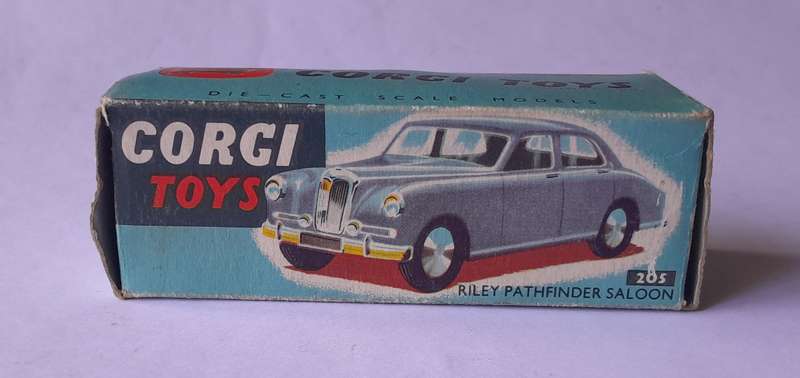 CORGI TOYS
DIE-CAST SCALE MODELS
CORGI
TOYS
205
RILEY PATHFINDER SALOON